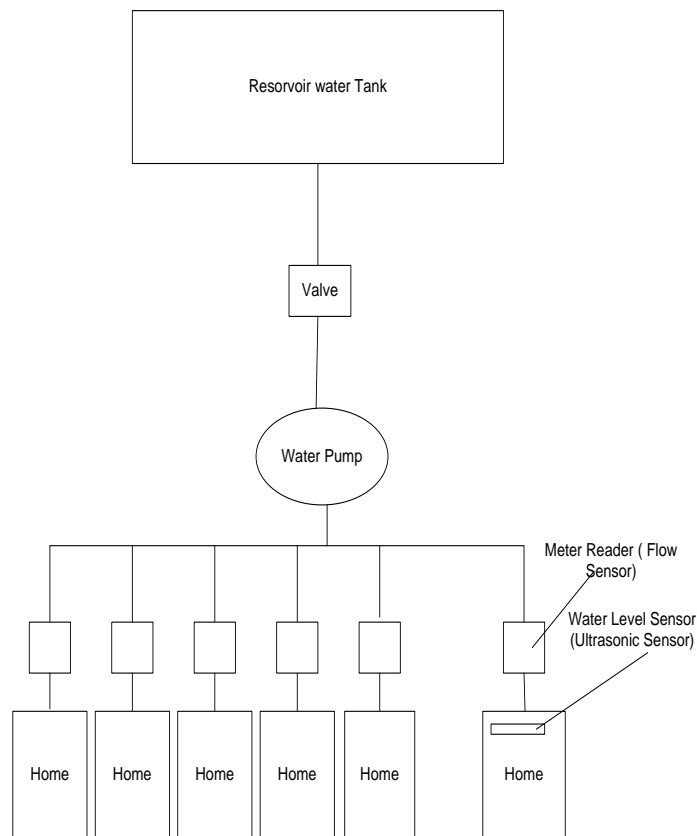 Resorvoir water Tank
Valve
Water Pump
Meter Reader ( Flow
Sensor)
Water Level Sensor
(Ultrasonic Sensor)
Home
Home
Home
Home
Home
Home